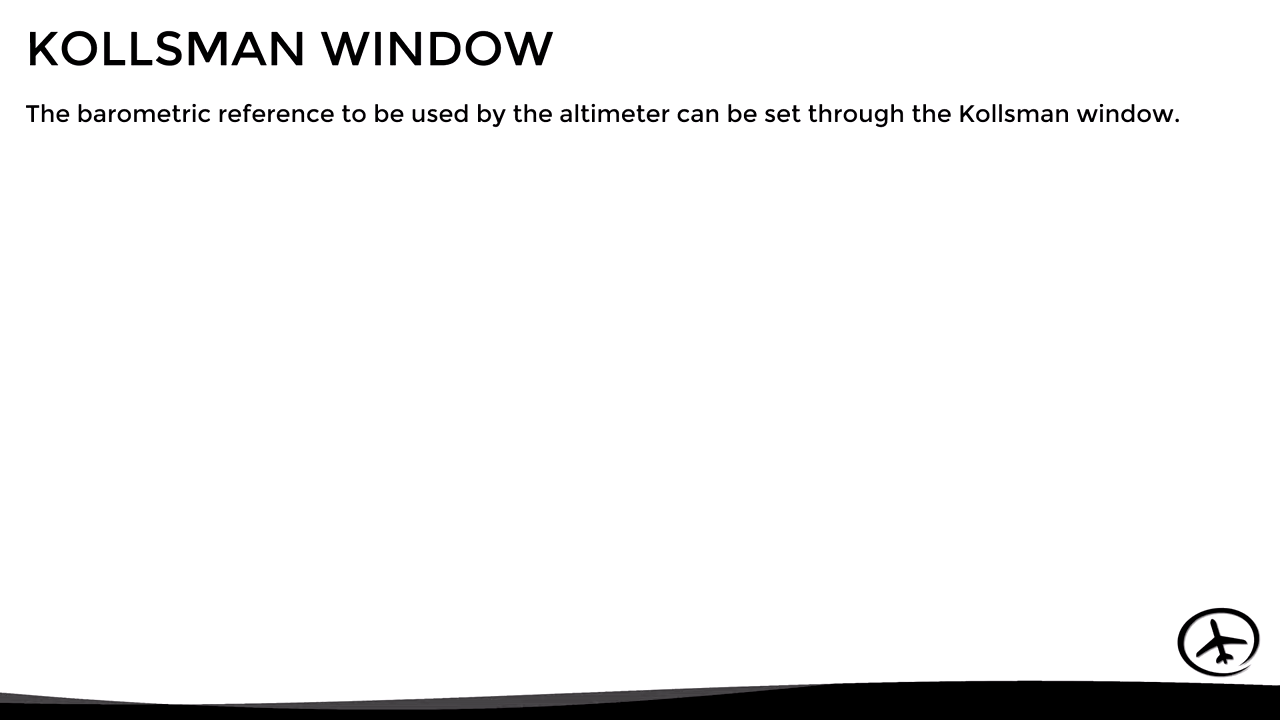 KOLLSMAN WINDOW
The barometric reference to be used by the altimeter can be set through the Kollsman window.